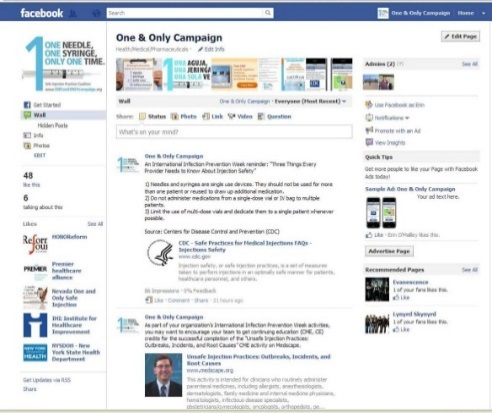 facebook
Search
One & Only Campaign
Home
1 ONE NEEDLE,
ONE SYRINGE,
ONLY ONE TIME.
Get Started
Wall
Hidden Posts
Info
Photos
EDIT
48
like this
6
talking about this
Likes
See All
HONOReform
Premier healthcare alliance
Nevada One and Only Safe Injection
IHI: Institute for Healthcare Improvement
NYSDOH - New York State Health Department
Get Updates via RSS
Share
One & Only Campaign
Health/Medical/Pharmaceuticals · Edit Info
UNA AGUJA,
UNA JERINGA
UNA SOLA VE
Wall
One & Only Campaign · Everyone (Most Recent)
Share: Status Photo Link Video Question
What's on your mind?
One & Only Campaign
An International Infection Prevention Week reminder: "Three Things Every
Provider Needs to Know About Injection Safety"
1) Needles and syringes are single use devices. They should not be used for more
than one patient or reused to draw up additional medication.
2) Do not administer medications from a single-dose vial or IV bag to multiple
patients.
3) Limit the use of multi-dose vials and dedicate them to a single patient whenever
possible.
Source: Centers for Disease Control and Prevention (CDC)
CDC - Safe Practices for Medical Injections FAQs -
Injections Safety
www.cdc.gov
Injection safety, or safe injection practices, is a set of measures
taken to perform injections in an optimally safe manner for patients,
healthcare personnel, and others.
86 Impressions · 0% Feedback
Like · Comment · Share · 21 hours ago
One & Only Campaign
As part of your organization's International Infection Prevention Week activities,
you may want to encourage your team to get continuing education (CME, CE)
credits for the successful completion of the "Unsafe Injection Practices:
Outbreaks, Incidents, and Root Causes" CME activity on Medscape.
Unsafe Injection Practices: Outbreaks, Incidents, and
Root Causes
www.medscape.org
This activity is intended for clinicians who routinely administer
parenteral medications, including allergists, anesthesiologists,
dermatologists, family medicine and internal medicine physicians,
hematologists, infectious disease specialists,
obstetricians/gynecologists, oncologists, orthopedists, pe...
Edit Page
Admins (2)
See All
Use Facebook as Erin
Notifications
Promote with an Ad
View Insights
Quick Tips
Get more people to like your Page with Facebook
Ads today!
Sample Ad: One & Only Campaign
Your ad text here.
Like · Erin O'Malley likes this.
Advertise Page
Recommended Pages
See All
Evanescence
1 of your fans likes this.
Like
Lynyrd Skynyrd
1 of your fans likes this.
Like